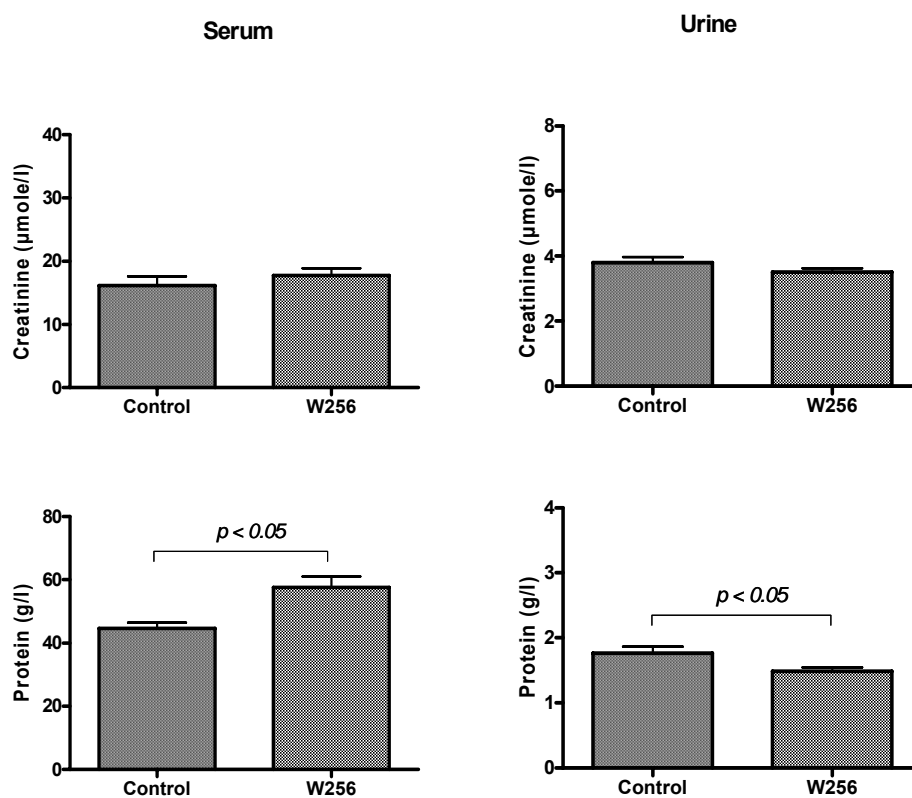 Serum
Urine
Creatinine (µmole/l)
40
30
20
10
0
Control
W256
Creatinine (µmole/l)
8
6
4
2
0
Control
W256
Protein (g/l)
80
60
40
20
0
p < 0.05
Control
W256
Protein (g/l)
4
3
2
1
0
p < 0.05
Control
W256